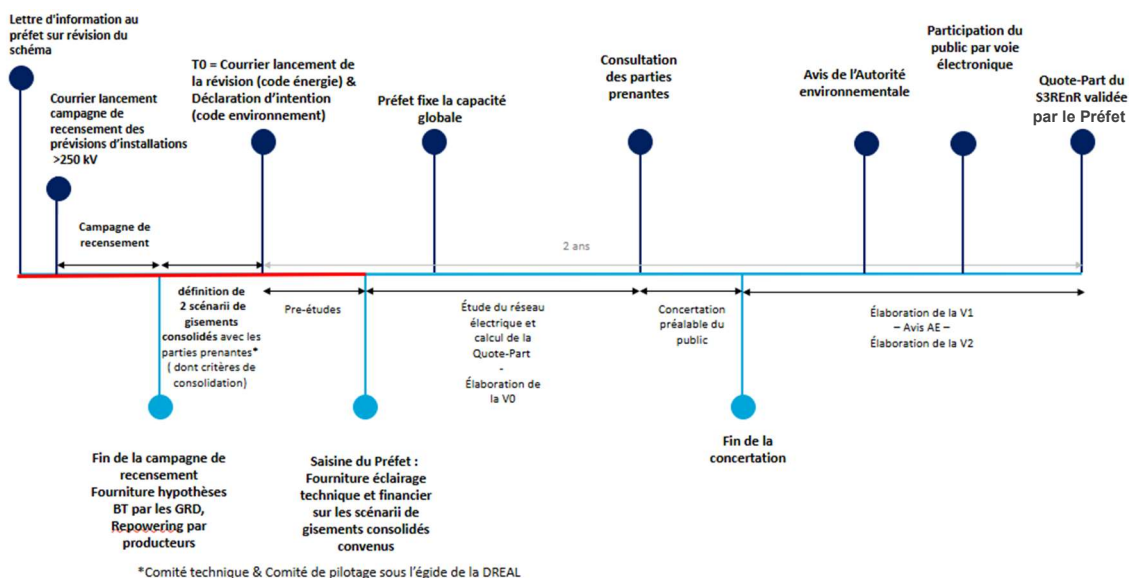 Lettre d'information au
préfet sur révision du
schéma
Courrier lancement
campagne de
recensement des
prévisions d'installations
>250 kV
T0 = Courrier lancement de
la révision (code énergie) &
Déclaration d'intention
(code environnement)
Préfet fixe la capacité
globale
Consultation
des parties
prenantes
Avis de l'Autorité
environnementale
Participation du
public par voie
électronique
Quote-Part du
S3REnR validée
par le Préfet
Campagne de
recensement
2 ans
définition de
2 scénarii de
gisements
consolidés avec les
parties prenantes*
( dont critères de
consolidation)
Pre-études
Étude du réseau
électrique et
calcul de la
Quote-Part
-
Élaboration de
la V0
Concertation
préalable du
public
Élaboration de la V1
– Avis AE –
Élaboration de la V2
Fin de la campagne de
recensement
Fourniture hypothèses
BT par les GRD,
Repowering par
producteurs
Saisine du Préfet :
Fourniture éclairage
technique et financier
sur les scénarii de
gisements consolidés
convenus
Fin de la
concertation
*Comité technique & Comité de pilotage sous l'égide de la DREAL